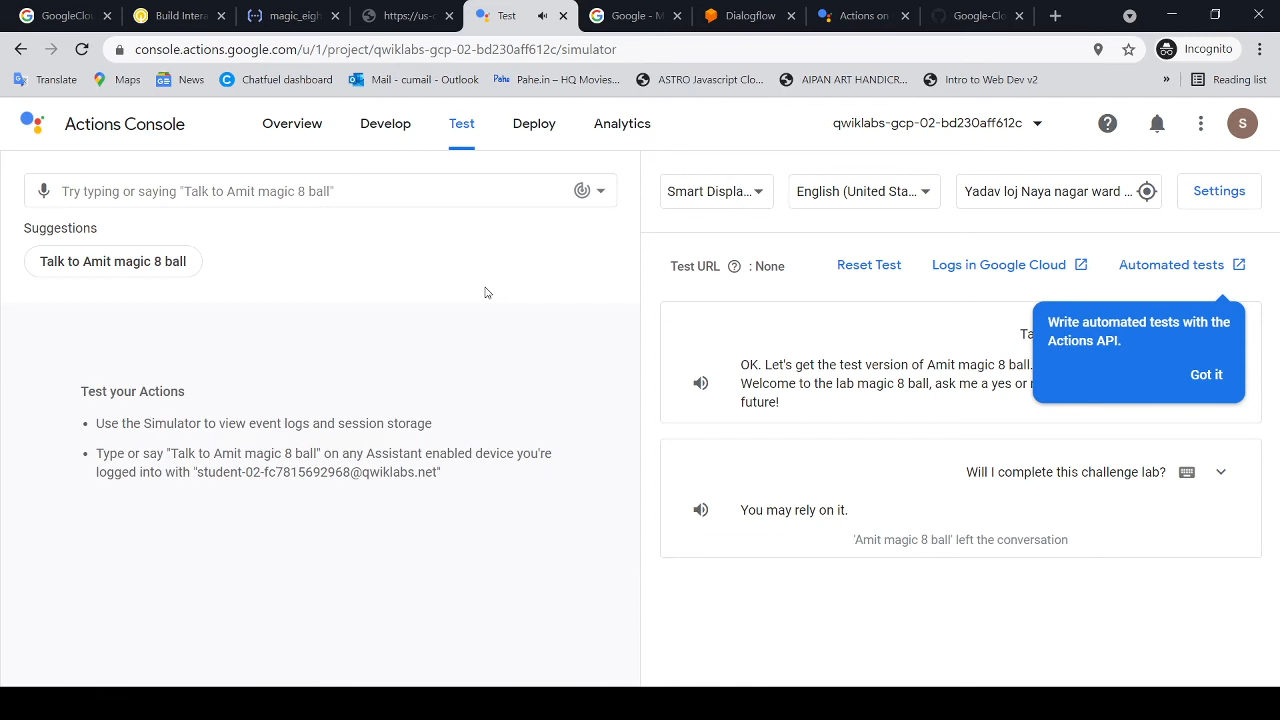 GoogleClou
Build Intera
magic_eigh
https://us-c
Test
Google - M
Dialogflow
Actions on
Google-Clo
console.actions.google.com/u/1/project/qwiklabs-gcp-02-bd230aff612c/simulator
Incognito
Translate
Maps
News
Chatfuel dashboard
Mail - cumail - Outlook
Pahe Pahe.in – HQ Movies...
ASTRO Javascript Clo...
AIPAN ART HANDICR...
Intro to Web Dev v2
»
Reading list
Actions Console
Overview
Develop
Test
Deploy
Analytics
qwiklabs-gcp-02-bd230aff612c
S
Try typing or saying "Talk to Amit magic 8 ball"
Smart Displa...
English (United Sta...
Yadav loj Naya nagar ward ...
Settings
Suggestions
Talk to Amit magic 8 ball
Test URL ? : None
Reset Test
Logs in Google Cloud
Automated tests
Write automated tests with the
Actions API.
Got it
Ta
OK. Let's get the test version of Amit magic 8 ball.
Welcome to the lab magic 8 ball, ask me a yes or n
future!
Test your Actions
• Use the Simulator to view event logs and session storage
• Type or say "Talk to Amit magic 8 ball" on any Assistant enabled device you're
logged into with "student-02-fc7815692968@qwiklabs.net"
Will I complete this challenge lab?
You may rely on it.
'Amit magic 8 ball' left the conversation